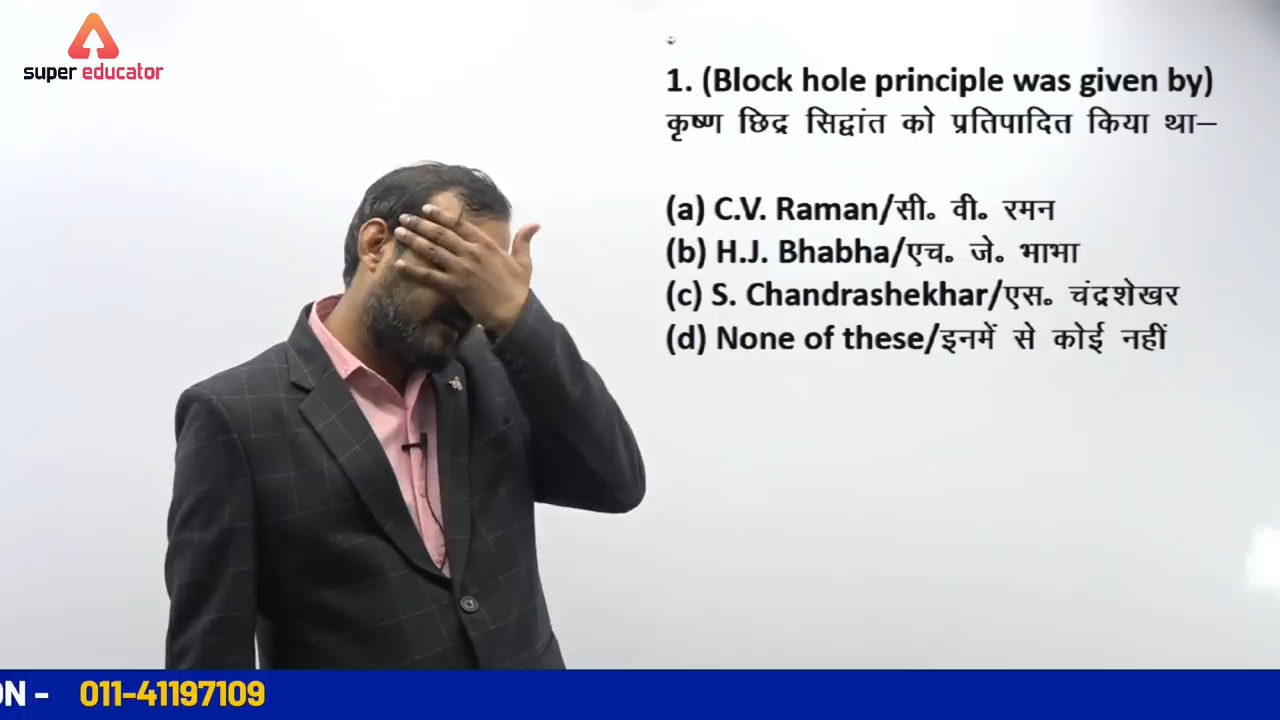 super educator
1. (Block hole principle was given by)
कृष्ण छिद्र सिद्वांत को प्रतिपादित किया था–
(a) C.V. Raman/सी॰ वी॰ रमन
(b) H.J. Bhabha/एच॰ जे॰ भाभा
(c) S. Chandrashekhar/एस॰ चंद्रशेखर
(d) None of these/इनमें से कोई नहीं
ON - 011-41197109